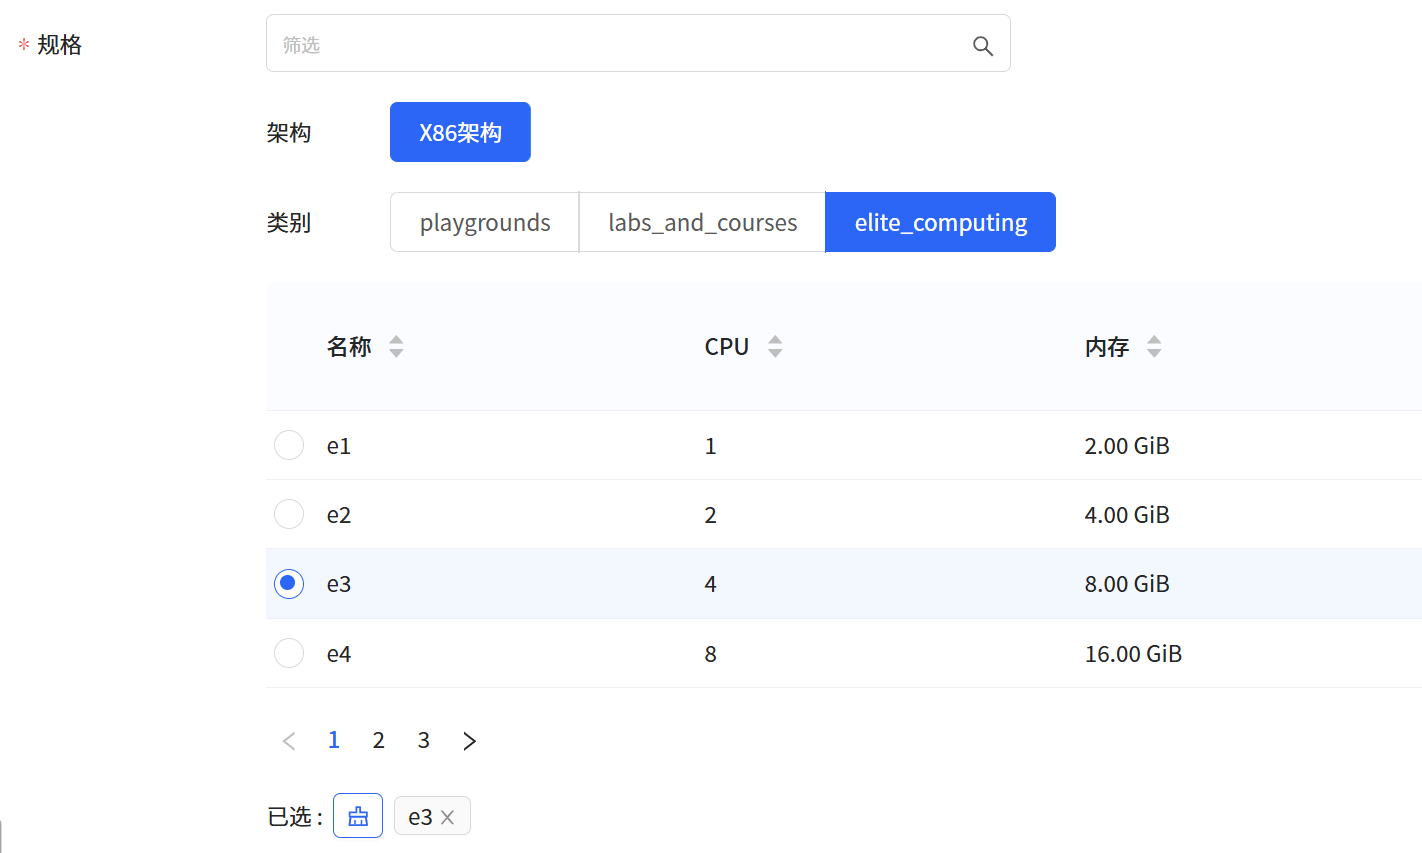 * 规格
筛选
架构 X86架构
类别 playgrounds labs_and_courses elite_computing
名称 CPU 内存
e1 1 2.00 GiB
e2 2 4.00 GiB
e3 4 8.00 GiB
e4 8 16.00 GiB
< 1 2 3 >
已选： e3 ×